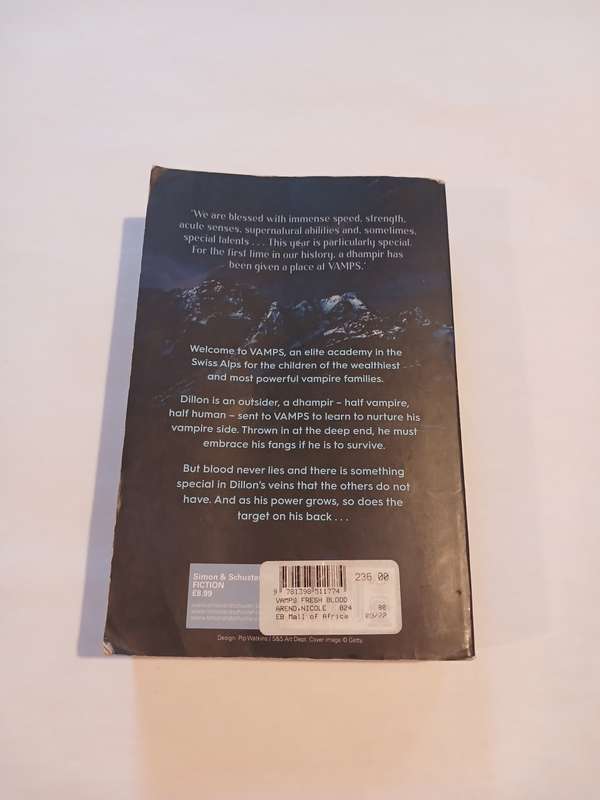 'We are blessed with immense speed, strength,
acute senses, supernatural abilities and, sometimes,
special talents . . . This year is particularly special.
For the first time in our history, a dhampir has
been given a place at VAMPS.'
Welcome to VAMPS, an elite academy in the
Swiss Alps for the children of the wealthiest
and most powerful vampire families.
Dillon is an outsider, a dhampir – half vampire,
half human – sent to VAMPS to learn to nurture his
vampire side. Thrown in at the deep end, he must
embrace his fangs if he is to survive.
But blood never lies and there is something
special in Dillon's veins that the others do not
have. And as his power grows, so does the
target on his back . . .
Simon & Schuste
FICTION
£8.99
236.00
9 781398 511774
VAMPS FRESH BLOOD
AREND,NICOLE 024
EB Mall of Africa
Design: Pip Watkins / S&S Art Dept. Cover image © Getty.